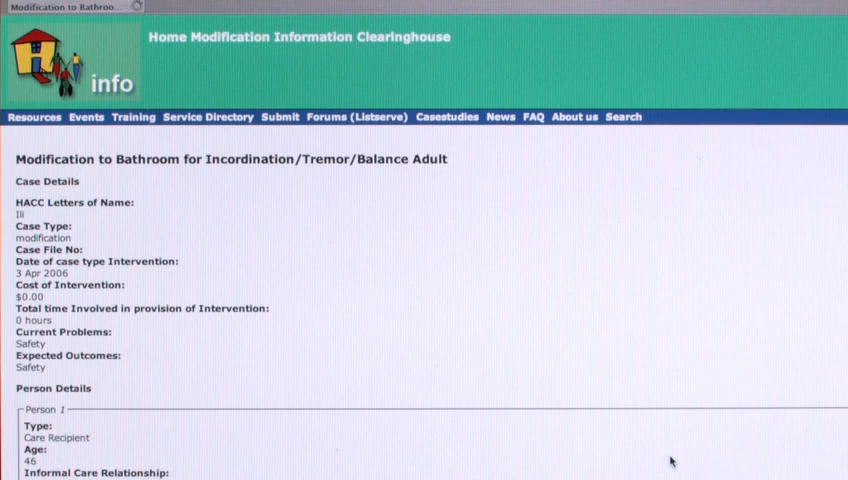 Modification to Bathroo...
Home Modification Information Clearinghouse
H
info
Resources Events Training Service Directory Submit Forums (Listserve) Casestudies News FAQ About us Search
Modification to Bathroom for Incordination/Tremor/Balance Adult
Case Details
HACC Letters of Name:
Ili
Case Type:
modification
Case File No:
Date of case type Intervention:
3 Apr 2006
Cost of Intervention:
$0.00
Total time Involved in provision of Intervention:
0 hours
Current Problems:
Safety
Expected Outcomes:
Safety
Person Details
Person 1
Type:
Care Recipient
Age:
46
Informal Care Relationship: